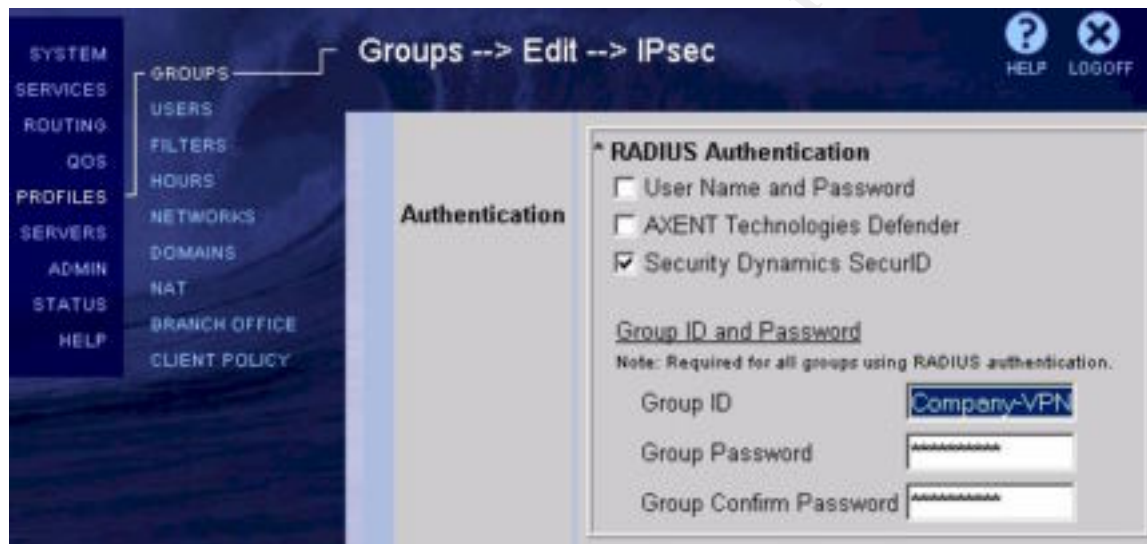 Groups --> Edit --> IPsec
HELP
LOGOFF
SYSTEM
SERVICES
ROUTING
QOS
PROFILES
SERVERS
ADMIN
STATUS
HELP
GROUPS
USERS
FILTERS
HOURS
NETWORKS
DOMAINS
NAT
BRANCH OFFICE
CLIENT POLICY
Authentication
* RADIUS Authentication
User Name and Password
AXENT Technologies Defender
Security Dynamics SecurID
Group ID and Password
Note: Required for all groups using RADIUS authentication.
Group ID Company-VPN
Group Password **********
Group Confirm Password **********